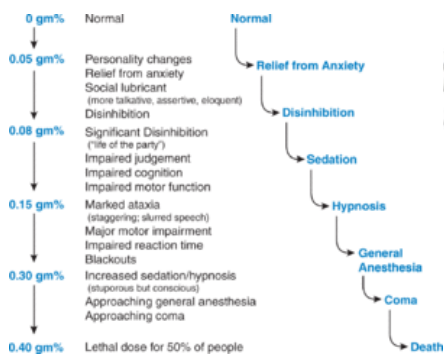 0 gm%
Normal
0.05 gm%
Personality changes
Relief from anxiety
Social lubricant
(more talkative, assertive, eloquent)
Disinhibition
0.08 gm%
Significant Disinhibition
("life of the party")
Impaired judgement
Impaired cognition
Impaired motor function
0.15 gm%
Marked ataxia
(staggering; slurred speech)
Major motor impairment
Impaired reaction time
Blackouts
0.30 gm%
Increased sedation/hypnosis
(stuporous but conscious)
Approaching general anesthesia
Approaching coma
0.40 gm%
Lethal dose for 50% of people
Normal
Relief from Anxiety
Disinhibition
Sedation
Hypnosis
General
Anesthesia
Coma
Death